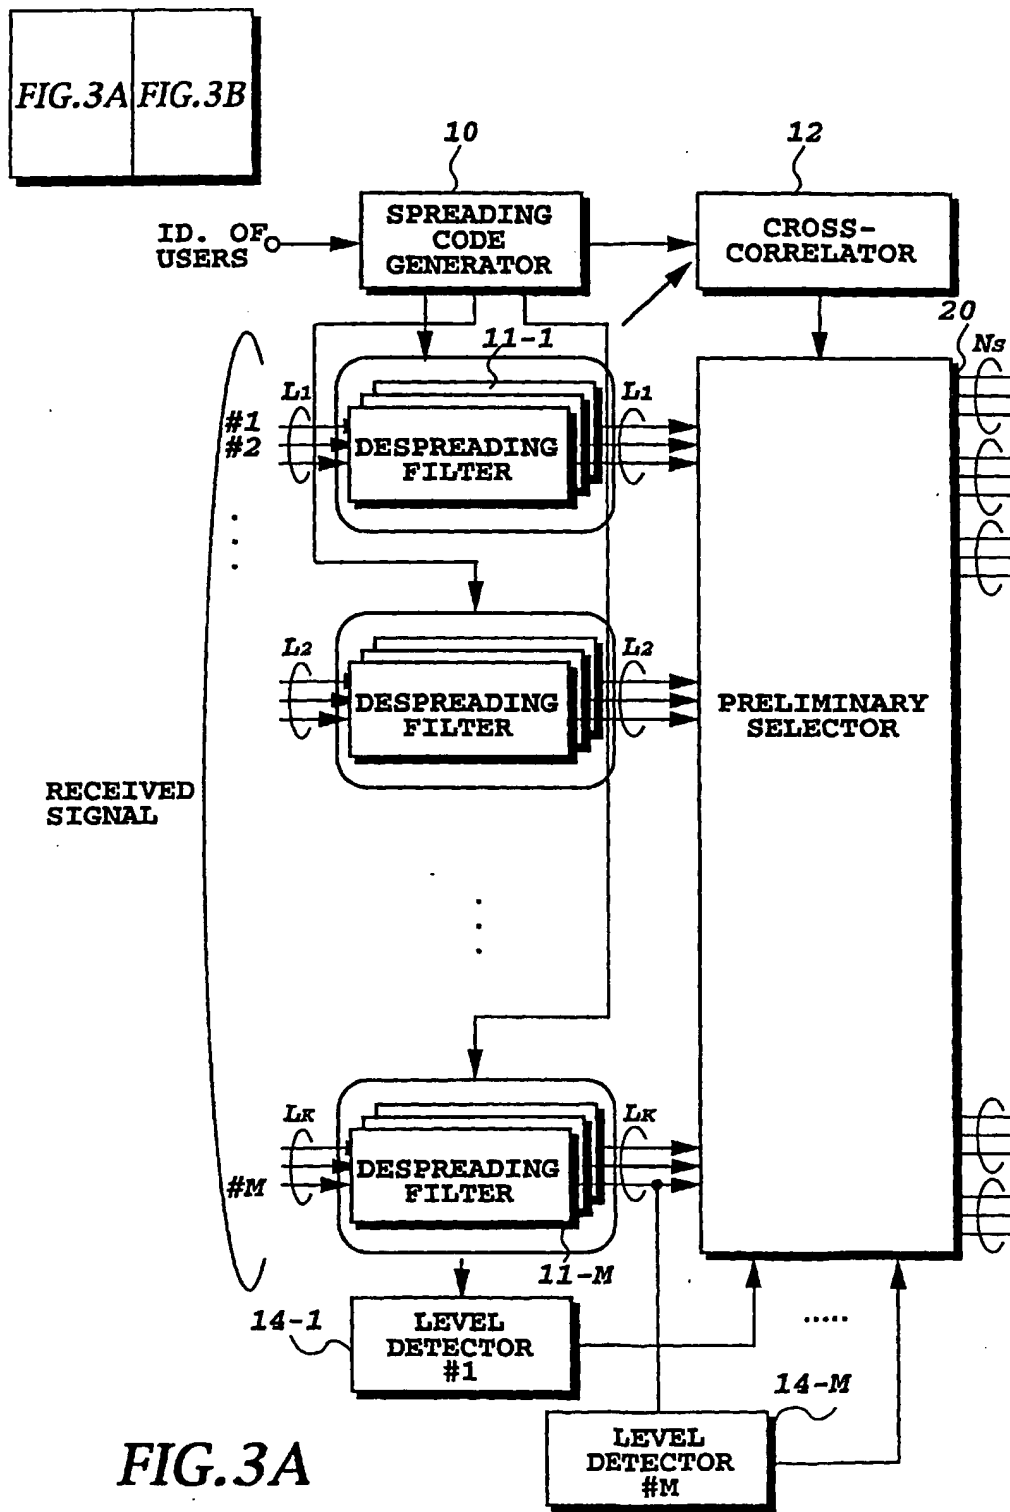 FIG.3A FIG.3B
10
12
ID. OF
USERS
SPREADING
CODE
GENERATOR
CROSS-
CORRELATOR
20
Ns
11-1
L1
L1
#1
#2
DESPREADING
FILTER
L2
L2
DESPREADING
FILTER
PRELIMINARY
SELECTOR
RECEIVED
SIGNAL
LK
LK
#M
DESPREADING
FILTER
11-M
14-1
LEVEL
DETECTOR
#1
14-M
LEVEL
DETECTOR
#M
FIG.3A